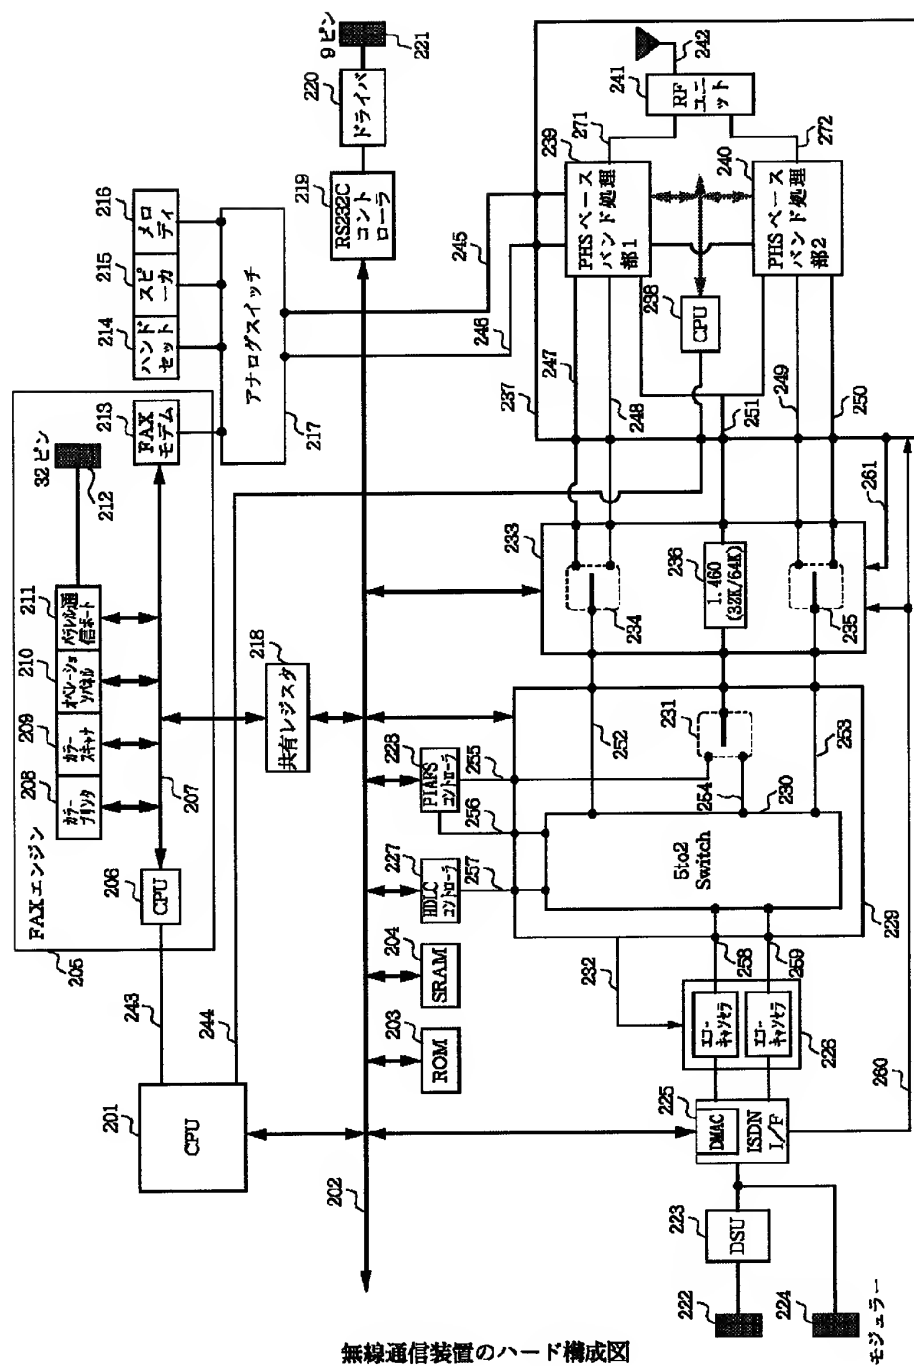 FAXエンジン
205
CPU
206
207
カラー
プリンタ
208
カラー
スキャナ
209
オペレーショ
ンパネル
210
パラレル通
信ポート
211
32ピン
212
FAX
モデム
213
ハンド
セット
214
スピ
ーカ
215
メロ
ディ
216
アナログスイッチ
217
CPU
201
243
244
202
ROM
203
SRAM
204
HDLC
コントローラ
227
PIAFS
コントローラ
228
共有レジスタ
218
RS232C
コント
ローラ
219
ドライバ
220
9ピン
221
245
246
247
237
248
251
249
250
261
PHSベース
バンド処理
部1
239
PHSベース
バンド処理
部2
240
CPU
238
RF
ユニ
ット
241
242
271
272
233
234
1.460
(32K/64K)
236
235
231
252
253
254
255
256
257
230
5to2
Switch
229
258
259
232
エコー
キャンセラ
エコー
キャンセラ
226
260
DMAC
ISDN
I/F
225
DSU
223
222
224
モジュラー
無線通信装置のハード構成図